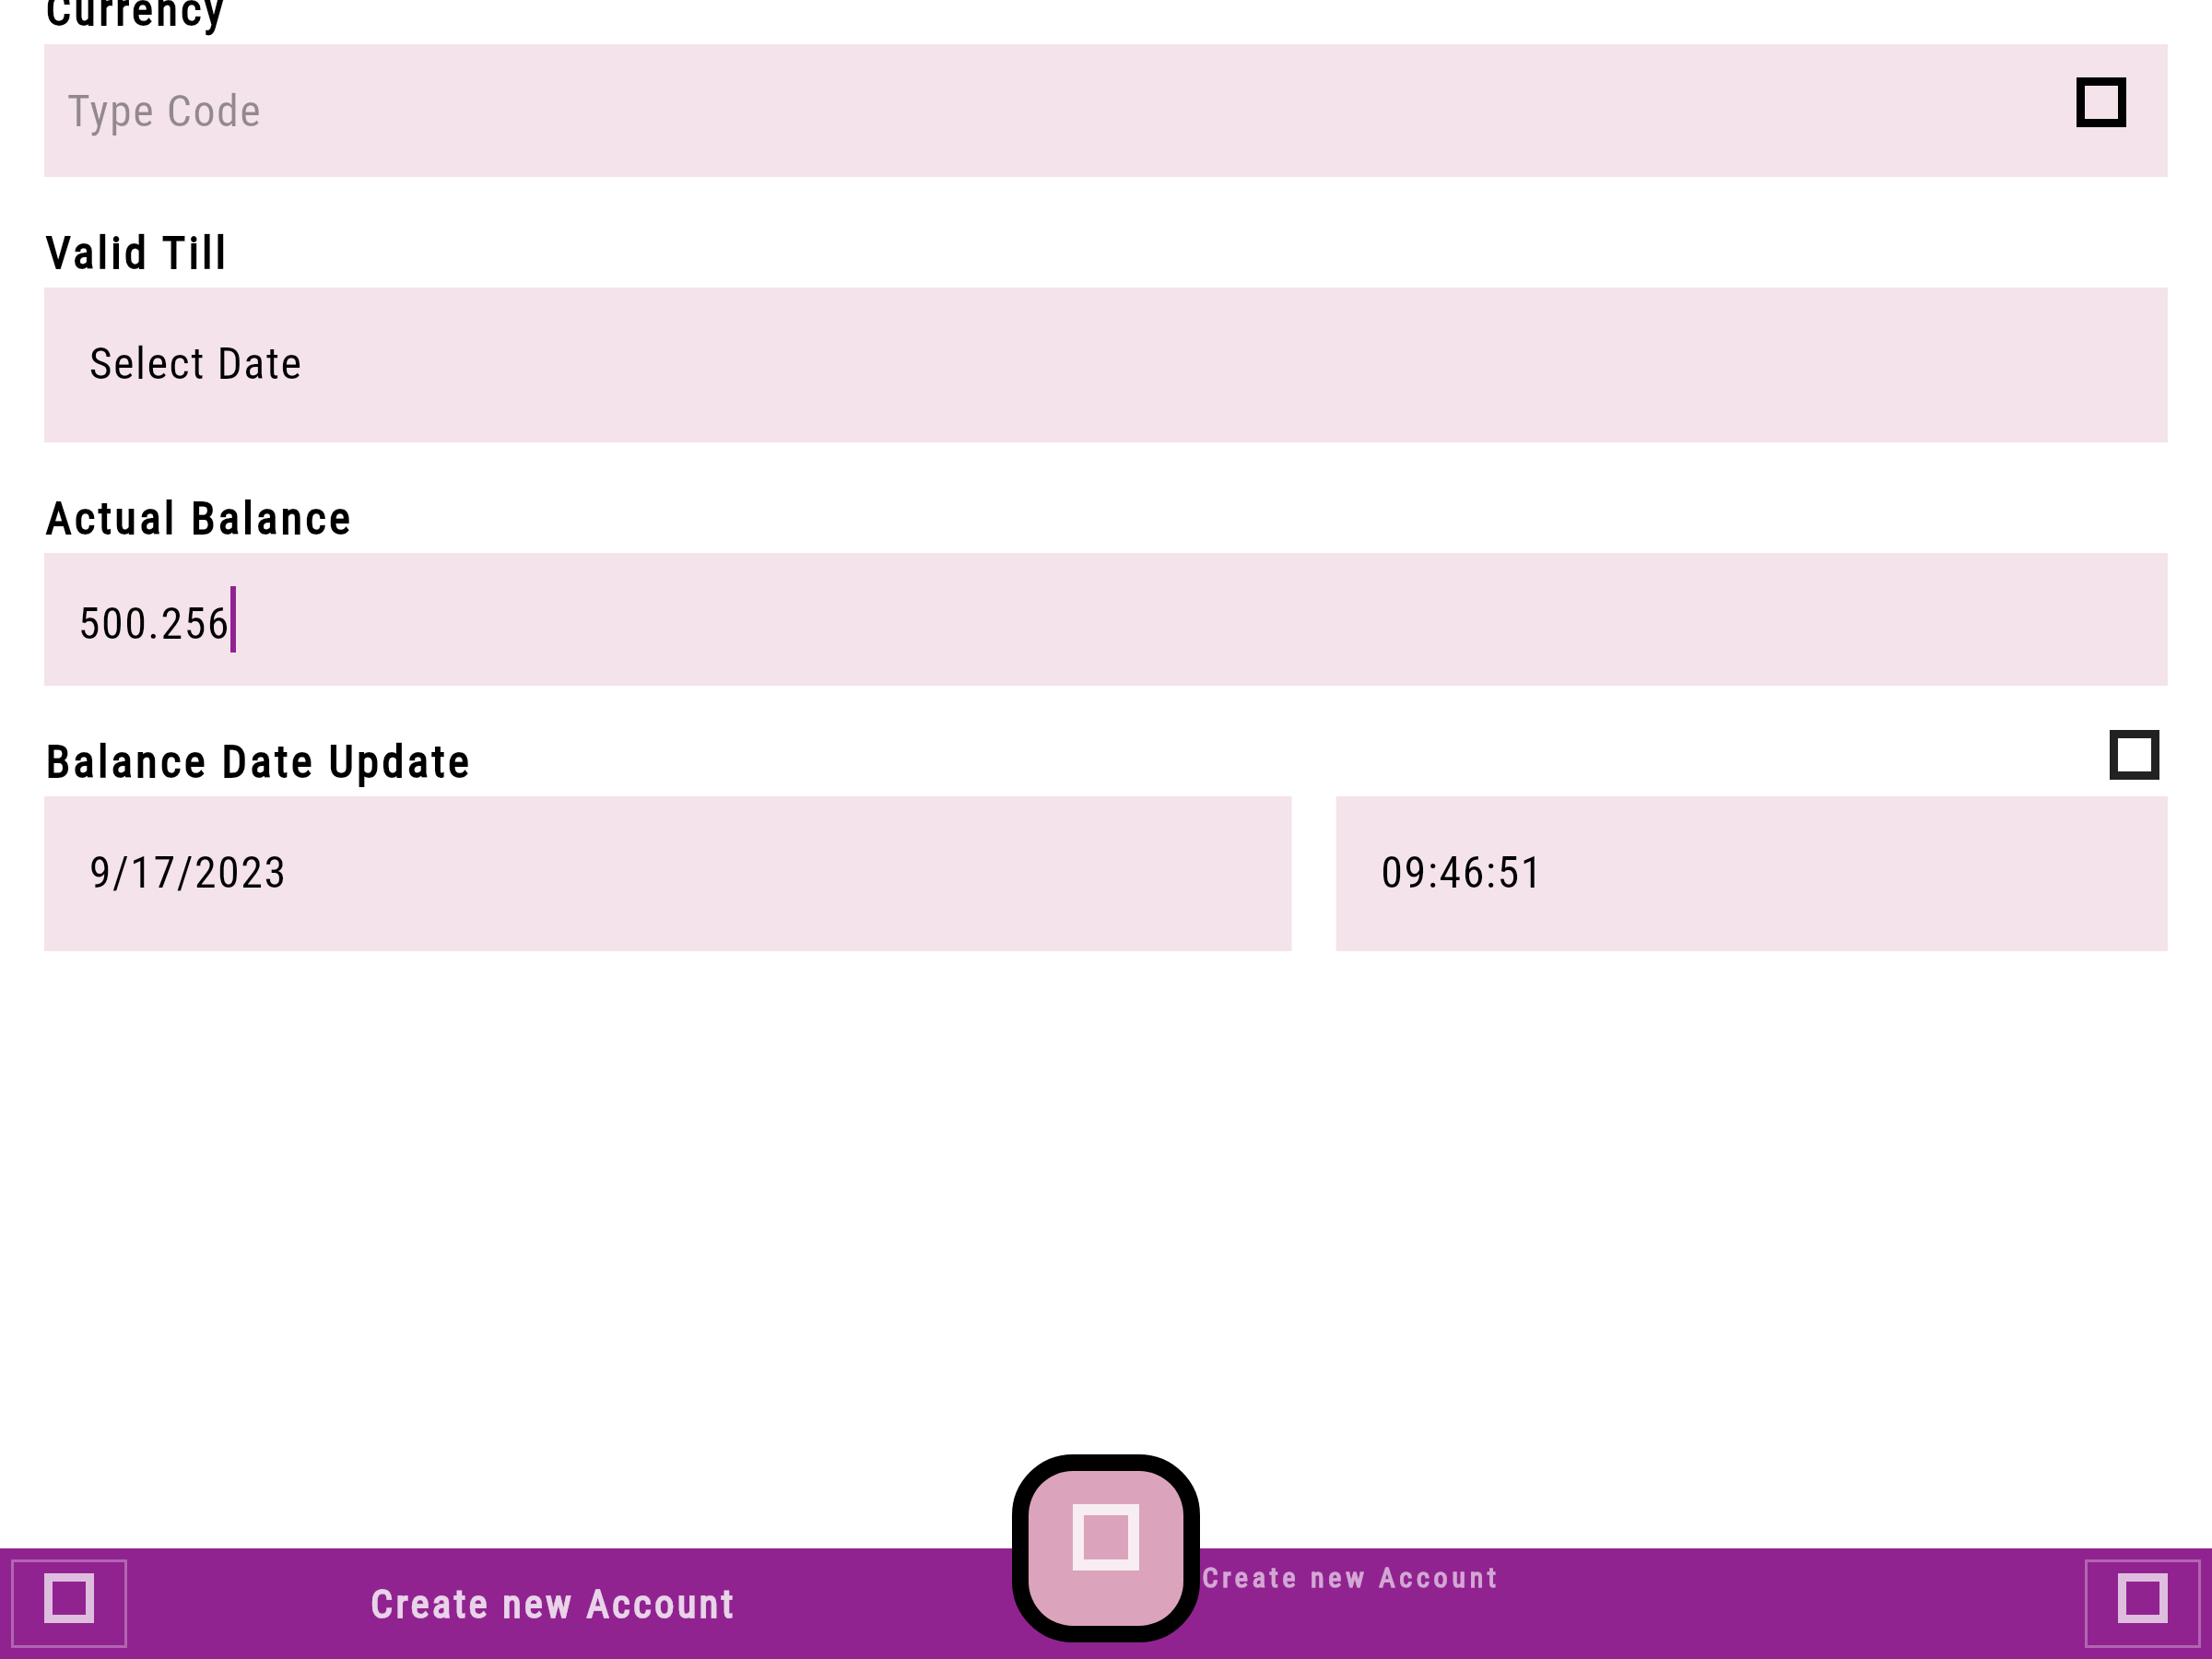 Currency
Type Code
Valid Till
Select Date
Actual Balance
500.256
Balance Date Update
9/17/2023
09:46:51
Create new Account
Create new Account